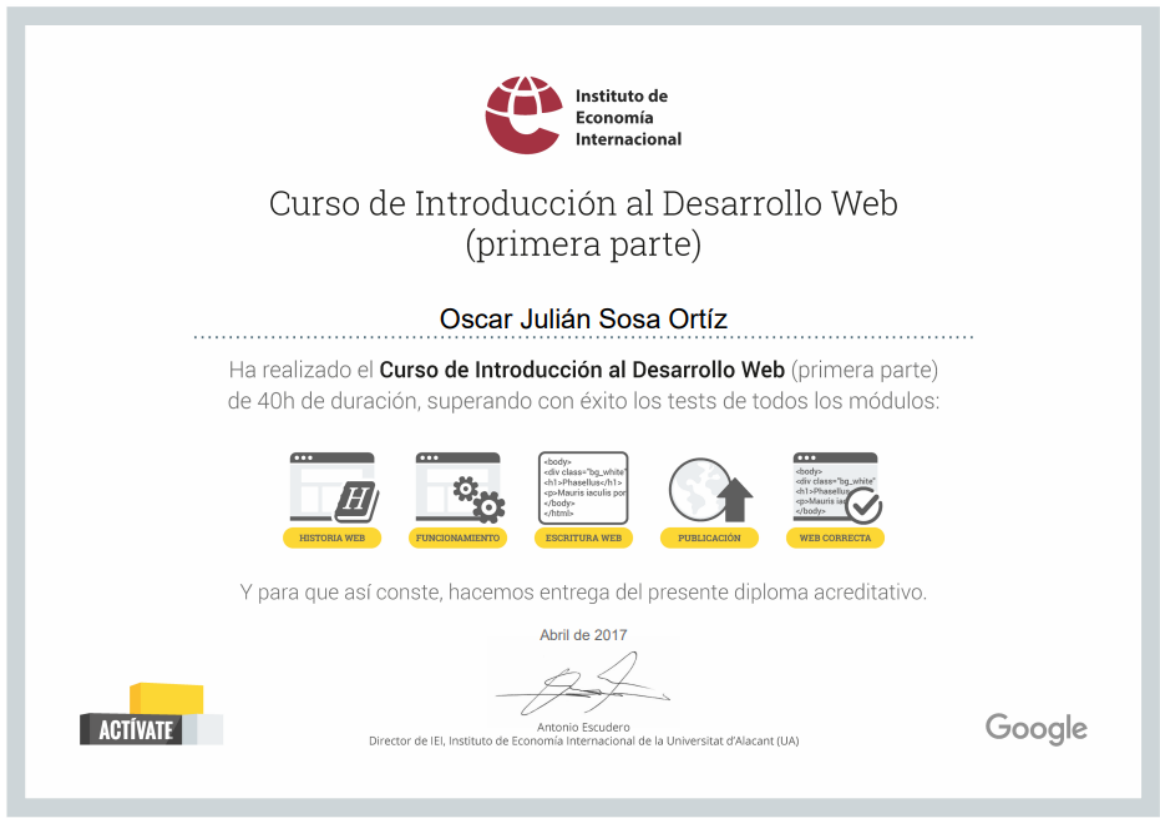 Instituto de
Economía
Internacional
Curso de Introducción al Desarrollo Web
(primera parte)
Oscar Julián Sosa Ortíz
Ha realizado el Curso de Introducción al Desarrollo Web (primera parte)
de 40h de duración, superando con éxito los tests de todos los módulos:
<body>
<div class="bg_white"
<h1>Phasellus</h1>
<p>Mauris iaculis por
</body>
</html>
<body>
<div class="bg_white"
<h1>Phasellus
<p>Mauris iac
</body>
H
HISTORIA WEB
FUNCIONAMIENTO
ESCRITURA WEB
PUBLICACIÓN
WEB CORRECTA
Y para que así conste, hacemos entrega del presente diploma acreditativo.
Abril de 2017
Antonio Escudero
Director de IEI, Instituto de Economía Internacional de la Universitat d'Alacant (UA)
ACTÍVATE
Google